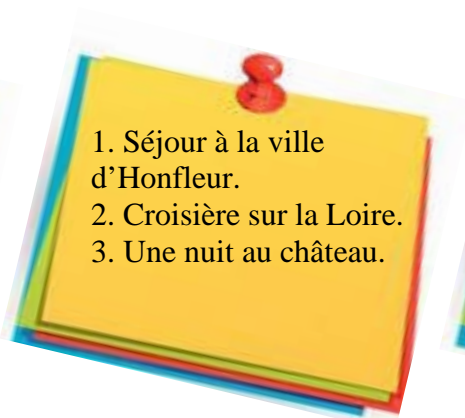 1. Séjour à la ville
d’Honfleur.
2. Croisière sur la Loire.
3. Une nuit au château.